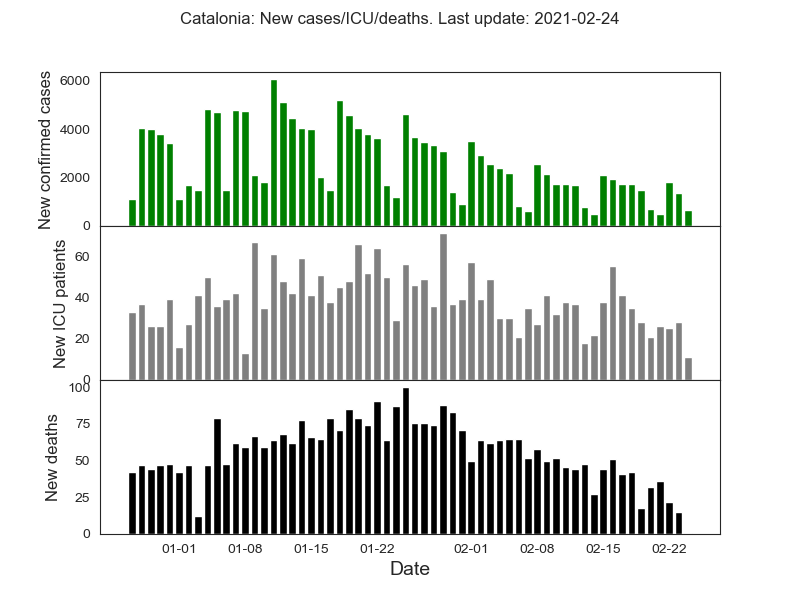 Catalonia: New cases/ICU/deaths. Last update: 2021-02-24
New confirmed cases
6000
4000
2000
0
New ICU patients
60
40
20
0
New deaths
100
75
50
25
0
01-01 01-08 01-15 01-22 02-01 02-08 02-15 02-22
Date